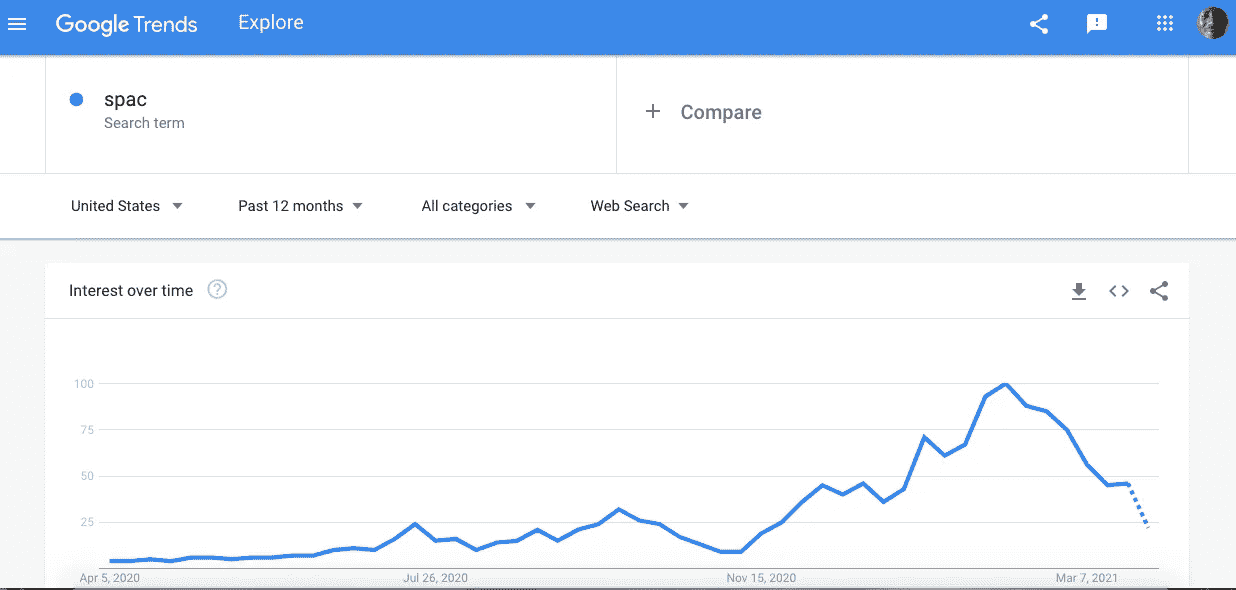 Google Trends Explore
spac
Search term
+ Compare
United States Past 12 months All categories Web Search
Interest over time ?
100
75
50
25
Apr 5, 2020 Jul 26, 2020 Nov 15, 2020 Mar 7, 2021